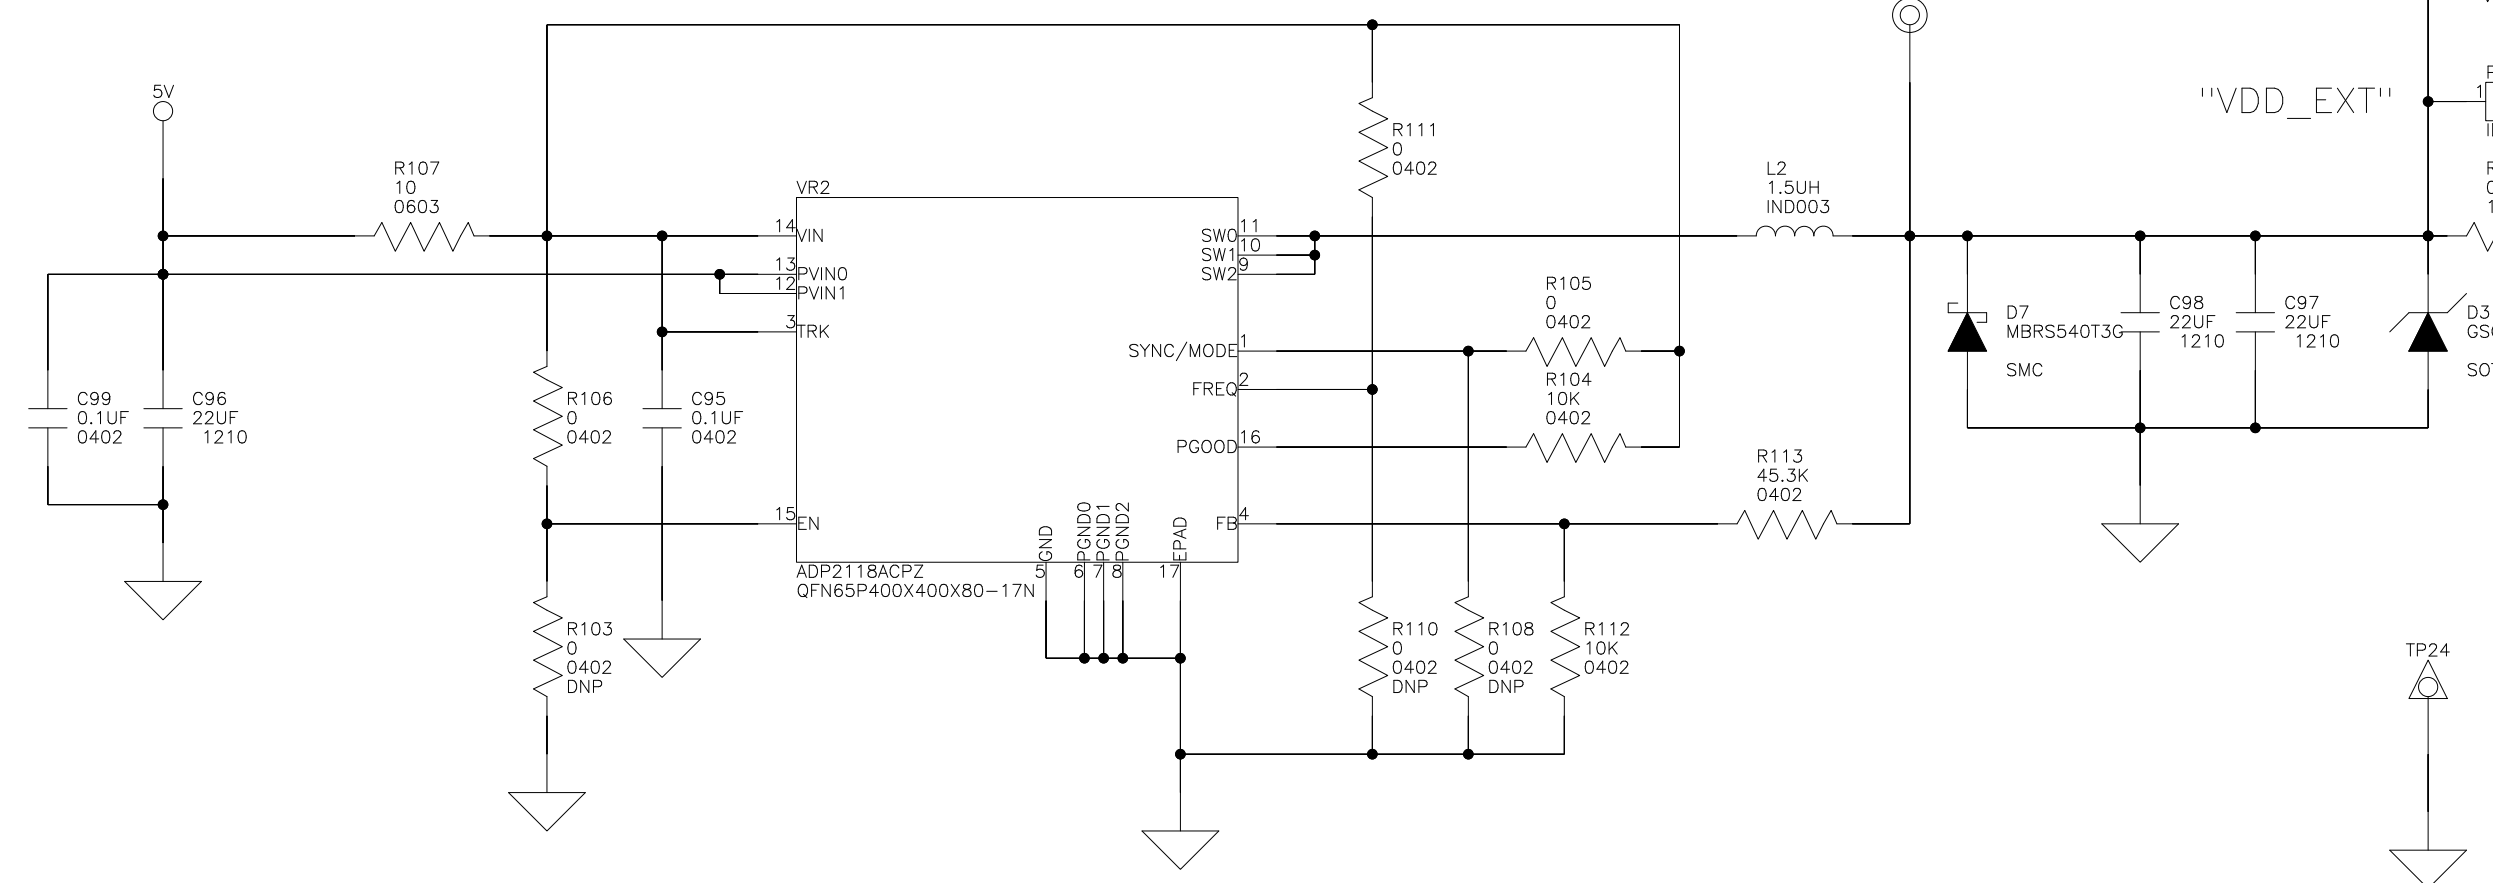 5V
"VDD_EXT"
1
R107
10
0603
R111
0
0402
L2
1.5UH
IND003
VR2
14
VIN
13
PVIN0
12
PVIN1
3
TRK
15
EN
SW0
11
SW1
10
SW2
9
SYNC/MODE
1
FREQ
2
PGOOD
16
FB
4
GND
5
PGND0
6
PGND1
7
PGND2
8
EPAD
17
ADP2118ACPZ
QFN65P400X400X80-17N
R105
0
0402
R104
10K
0402
D7
MBRS540T3G
SMC
C98
22UF
1210
C97
22UF
1210
D3
C99
0.1UF
0402
C96
22UF
1210
R106
0
0402
C95
0.1UF
0402
R113
45.3K
0402
R103
0
0402
DNP
R110
0
0402
DNP
R108
0
0402
DNP
R112
10K
0402
TP24